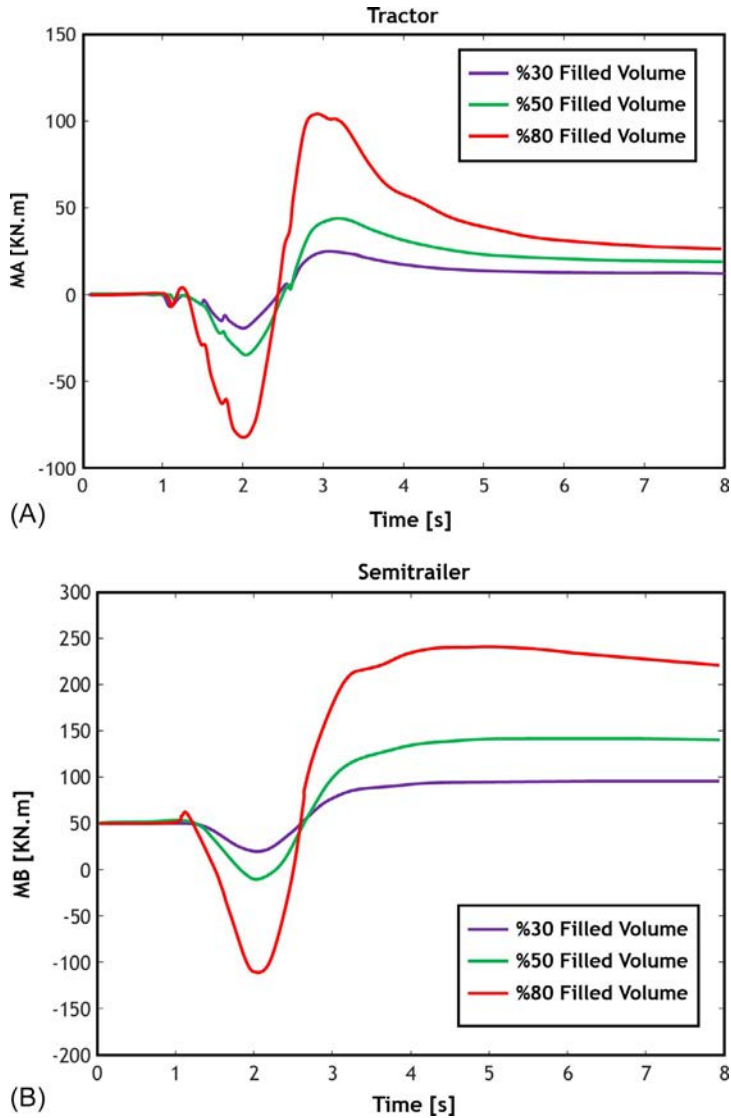 Tractor
150
100
50
0
-50
-100
MA [KN.m]
%30 Filled Volume
%50 Filled Volume
%80 Filled Volume
0 1 2 3 4 5 6 7 8
(A)
Time [s]
Semitrailer
300
250
200
150
100
50
0
-50
-100
-150
-200
MB [KN.m]
%30 Filled Volume
%50 Filled Volume
%80 Filled Volume
0 1 2 3 4 5 6 7 8
(B)
Time [s]